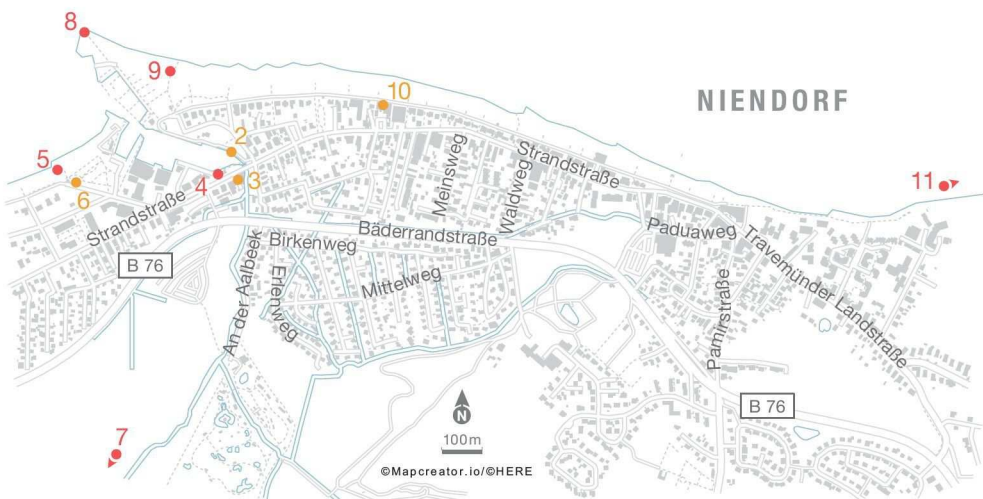 8
9
10
NIENDORF
2
5
6
4
3
11
Strandstraße
Meinsweg
Waldweg
Strandstraße
Paduaweg
Travemünder Landstraße
Bäderrandstraße
Birkenweg
B 76
Mittelweg
An der Aalbeek
Erlenweg
Pamirstraße
B 76
7
N
100m
©Mapcreator.io/©HERE